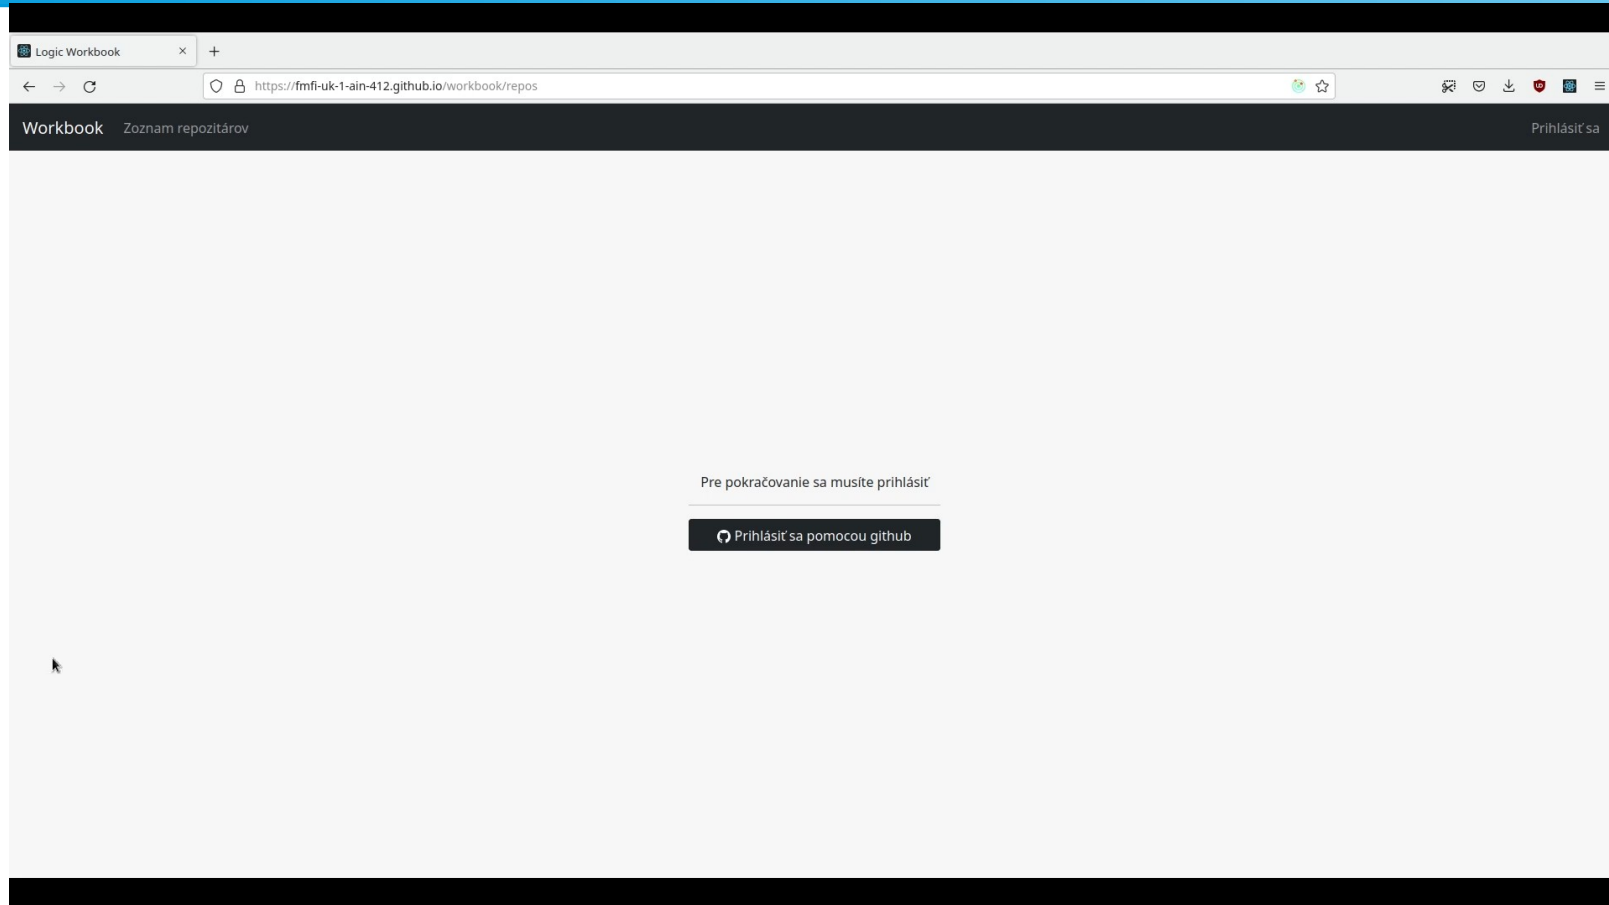 Logic Workbook
https://fmfi-uk-1-ain-412.github.io/workbook/repos
Workbook Zoznam repozitárov Prihlásiť sa
Pre pokračovanie sa musíte prihlásiť
Prihlásiť sa pomocou github